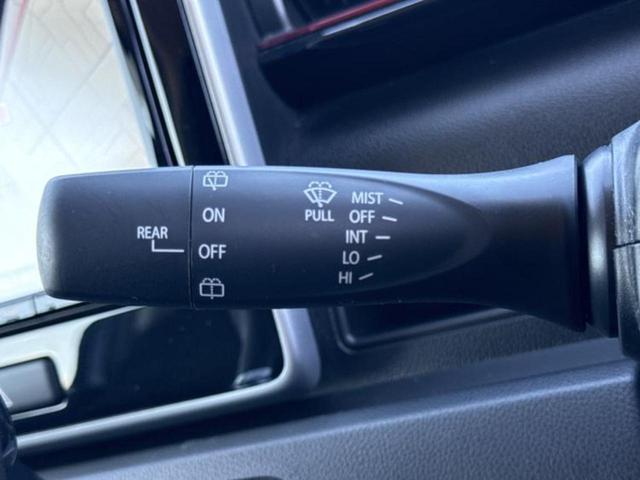 REAR
ON
OFF
PULL
MIST
OFF
INT
LO
HI